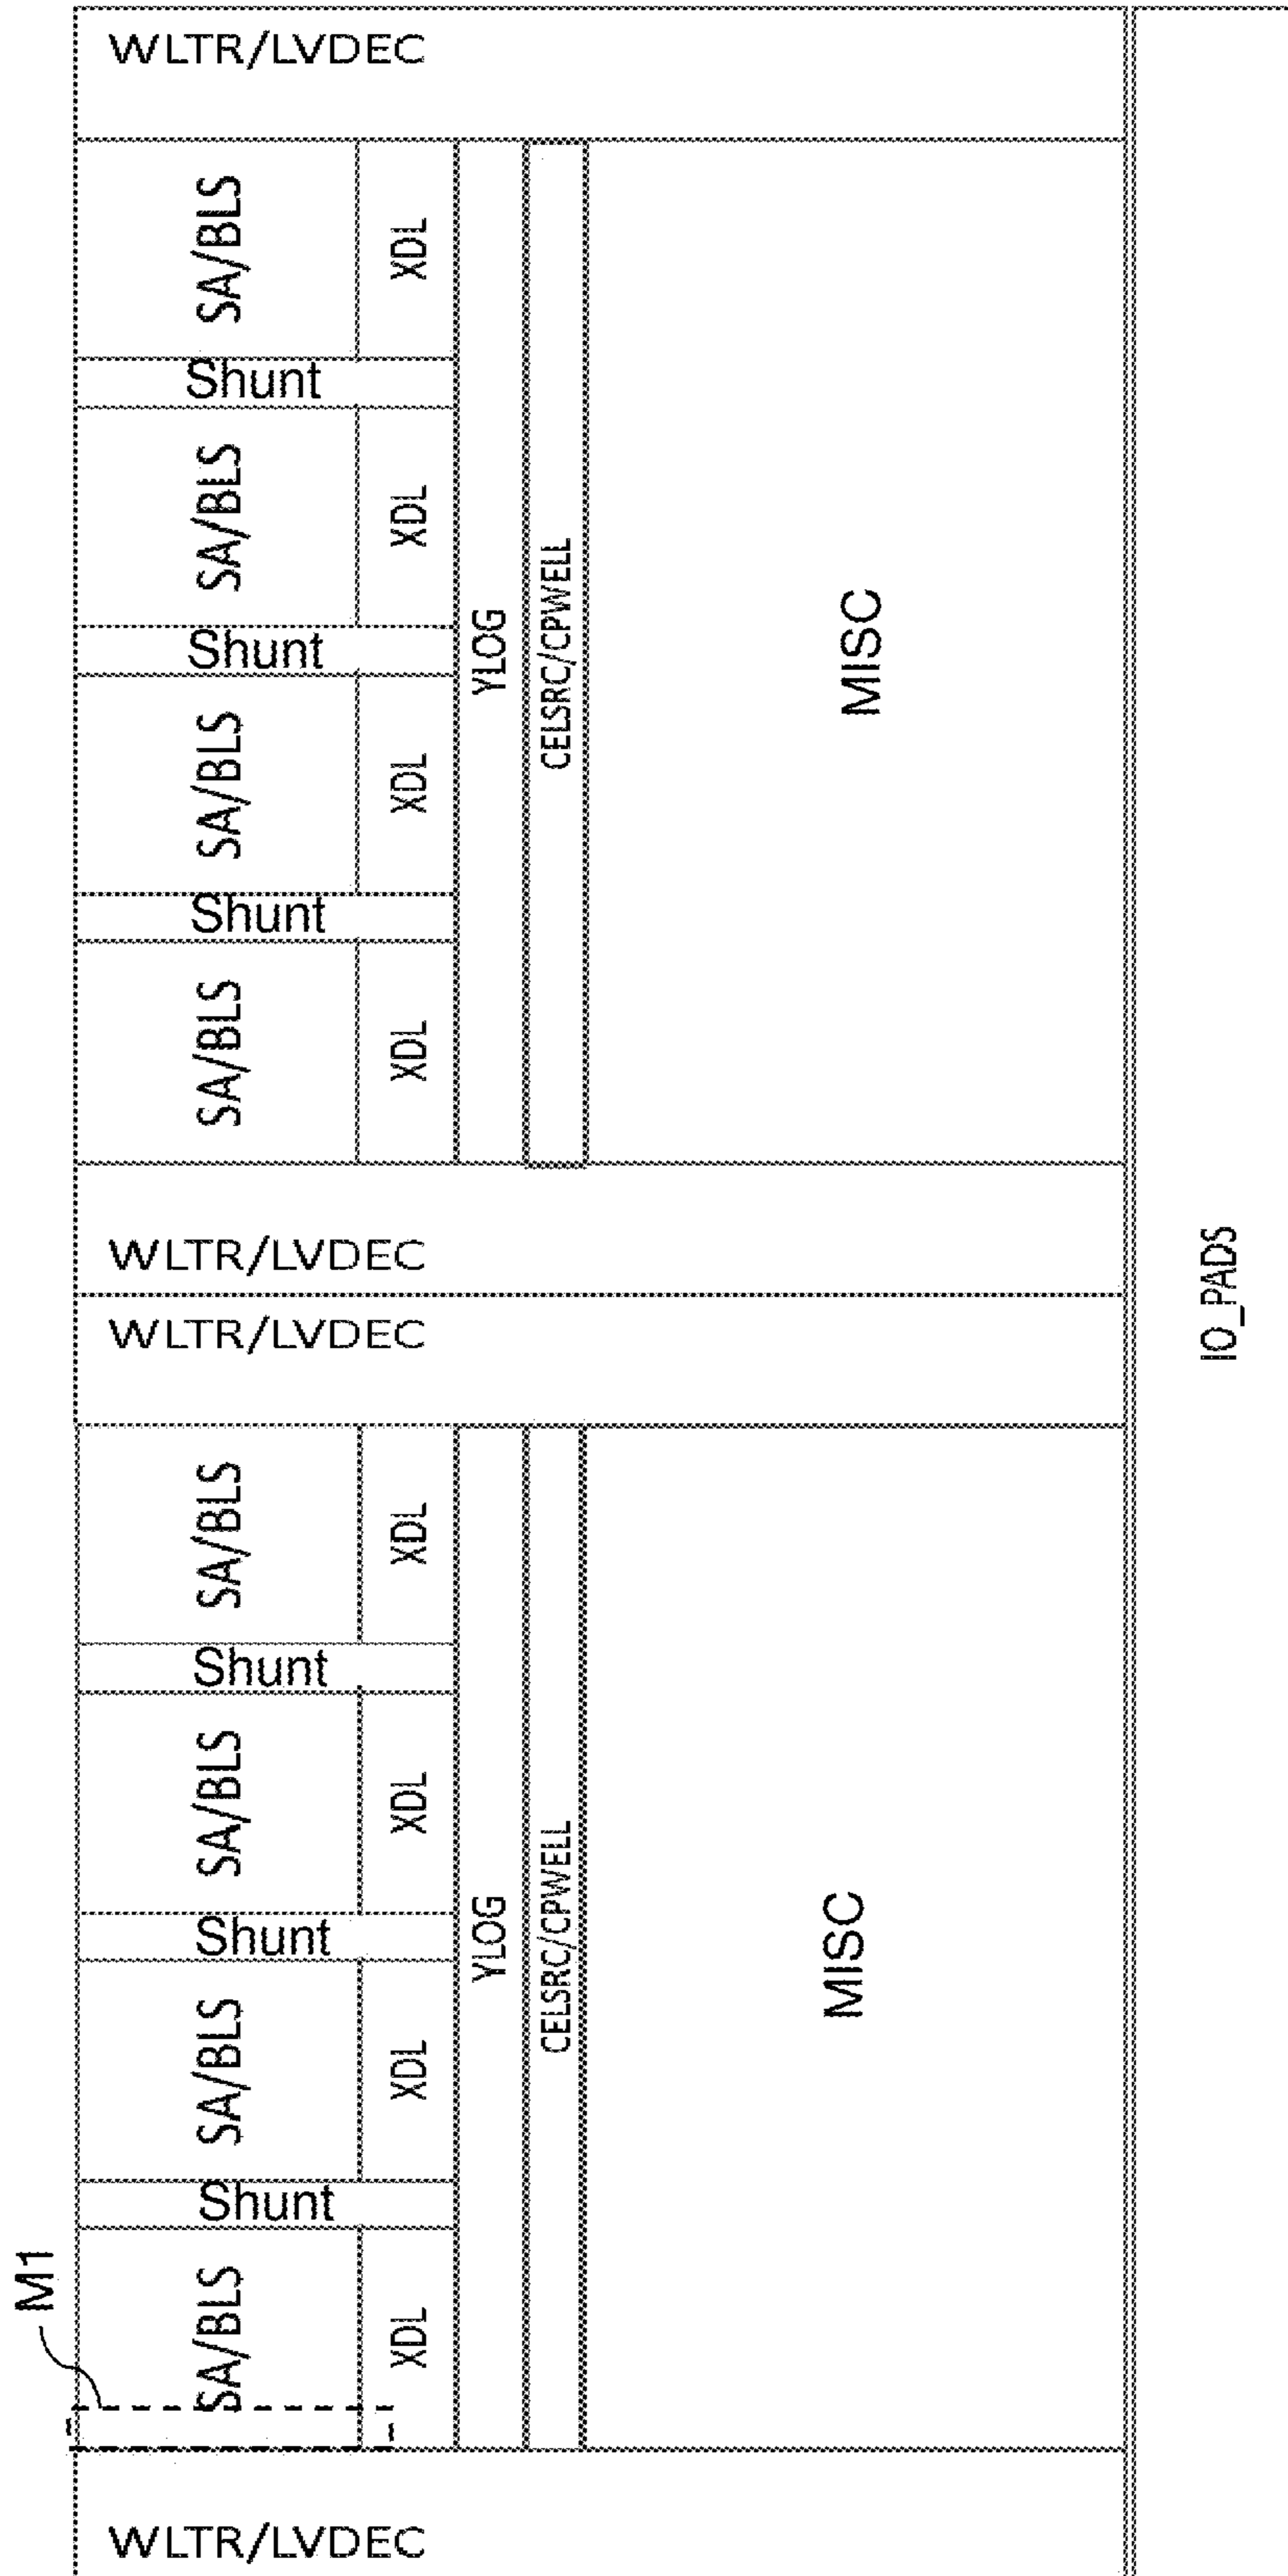 WLTR/LVDEC
SA/BLS
XDL
Shunt
SA/BLS
XDL
Shunt
SA/BLS
XDL
Shunt
SA/BLS
XDL
YLOG
CELSRC/CPWELL
MISC
WLTR/LVDEC
IO_PADS
WLTR/LVDEC
SA/BLS
XDL
Shunt
SA/BLS
XDL
Shunt
SA/BLS
XDL
Shunt
SA/BLS
XDL
YLOG
CELSRC/CPWELL
MISC
M1
WLTR/LVDEC